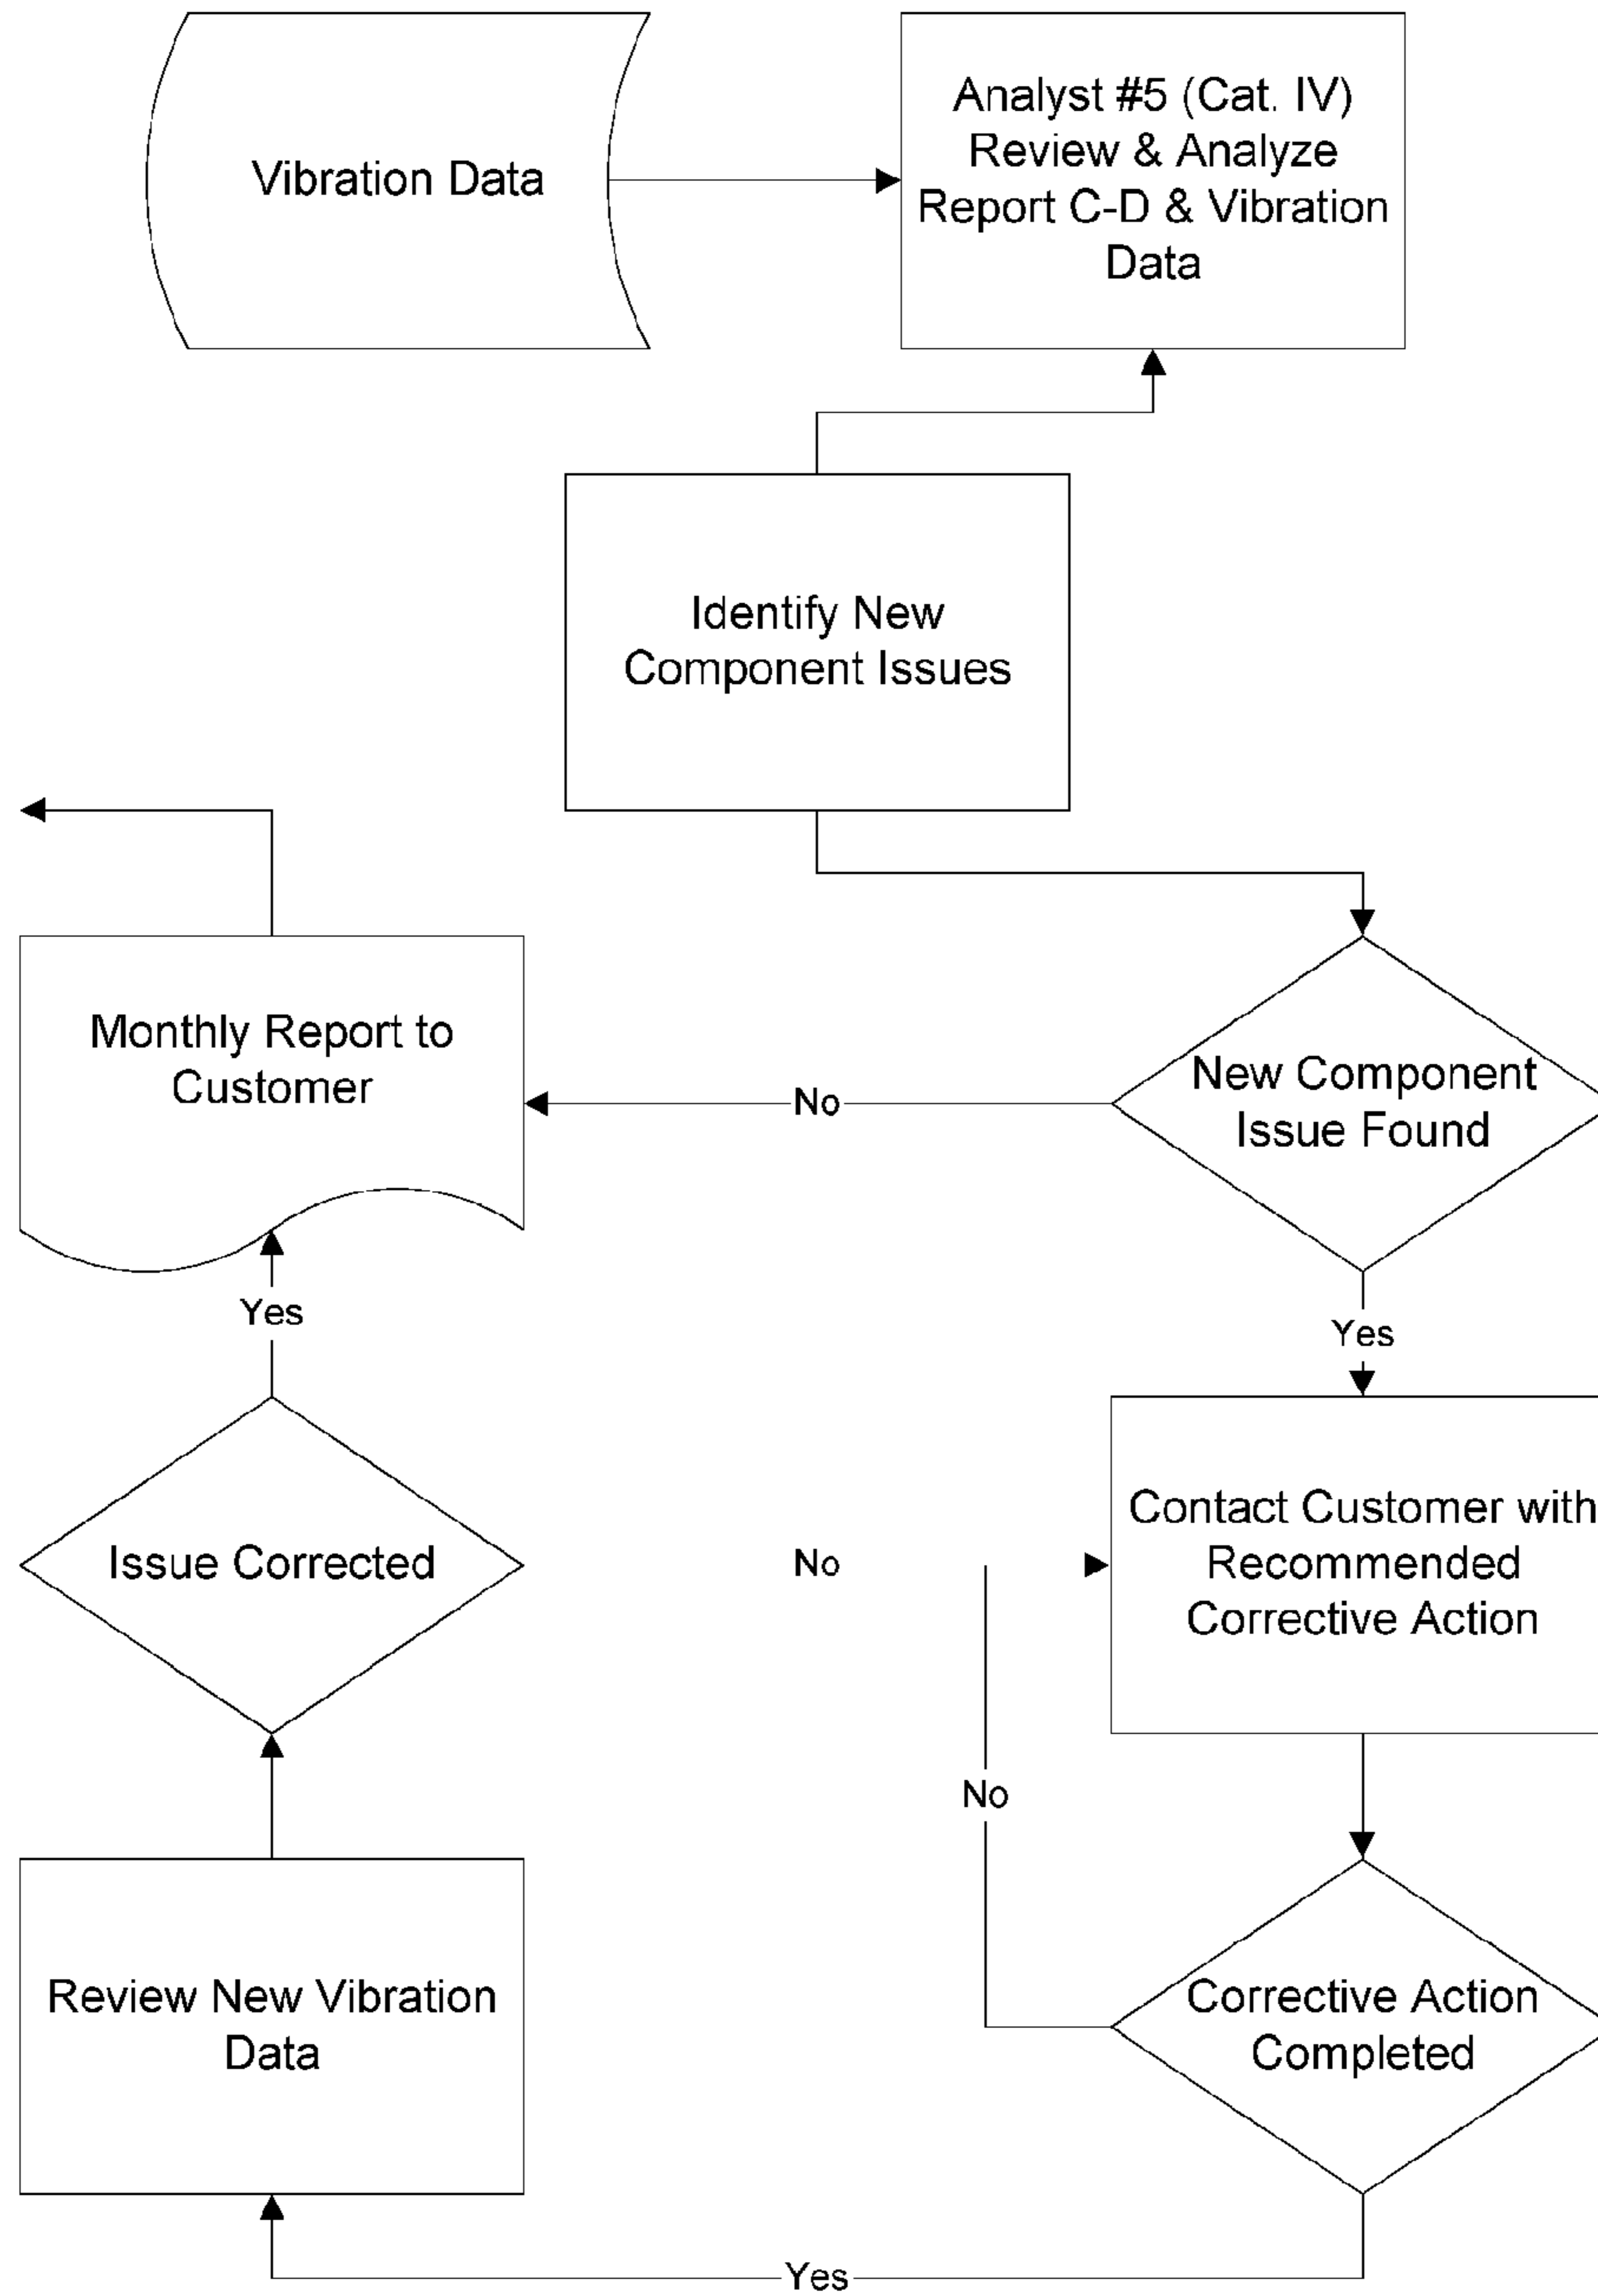 Vibration Data
Analyst #5 (Cat. IV)
Review & Analyze
Report C-D & Vibration
Data
Identify New
Component Issues
Monthly Report to
Customer
No
New Component
Issue Found
Yes
Yes
Issue Corrected
No
Contact Customer with
Recommended
Corrective Action
No
Review New Vibration
Data
Corrective Action
Completed
Yes